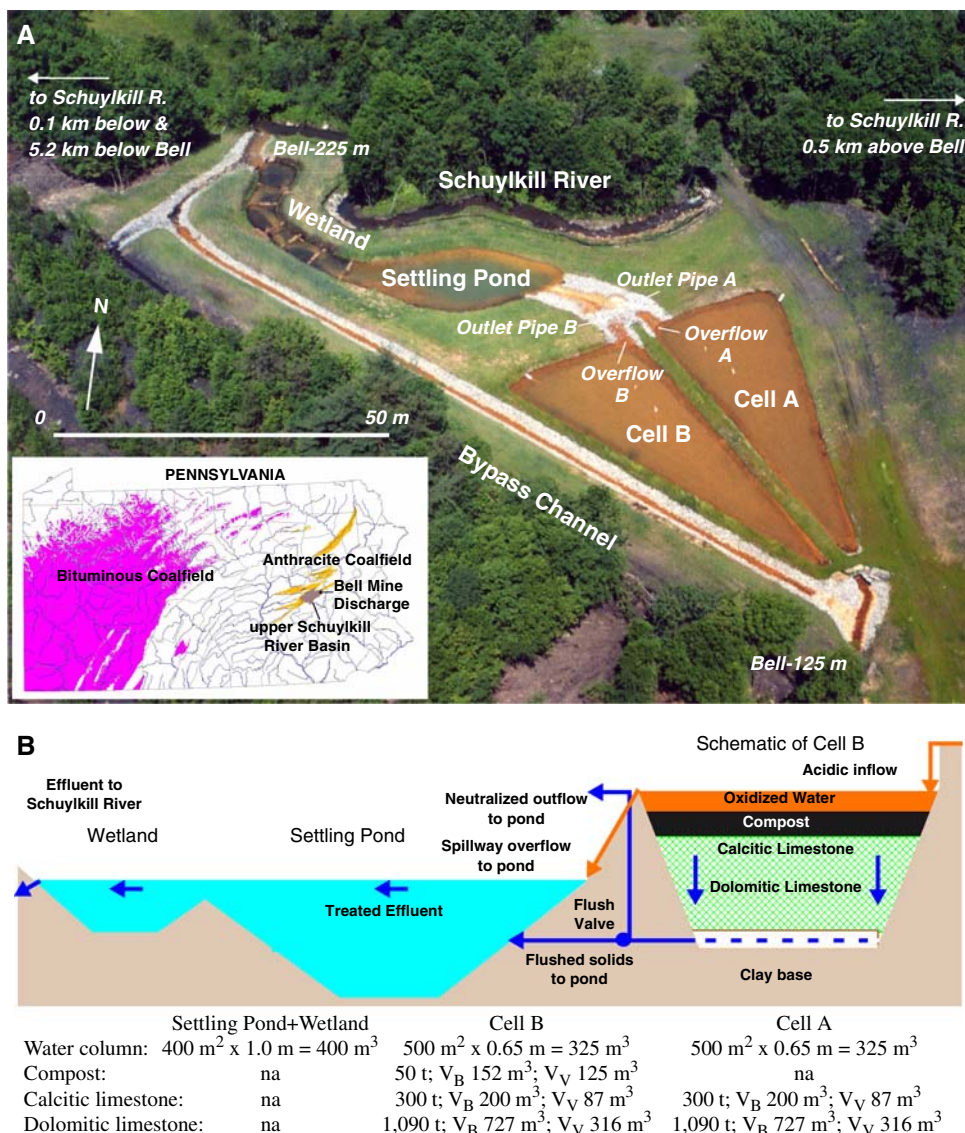 A
to Schuylkill R.
0.1 km below &
5.2 km below Bell
to Schuylkill R.
0.5 km above Bell
Bell-225 m
Schuylkill River
Wetland
Settling Pond
Outlet Pipe A
Outlet Pipe B
Overflow
A
Overflow
B
Cell A
Cell B
N
0
50 m
Bypass Channel
Bell-125 m
PENNSYLVANIA
Anthracite Coalfield
Bituminous Coalfield
Bell Mine
Discharge
upper Schuylkill
River Basin
B
Schematic of Cell B
Effluent to
Schuylkill River
Acidic inflow
Neutralized outflow
to pond
Oxidized Water
Wetland
Settling Pond
Compost
Spillway overflow
to pond
Calcitic Limestone
Dolomitic Limestone
Treated Effluent
Flush
Valve
Flushed solids
to pond
Clay base
Settling Pond+Wetland Cell B Cell A
Water column: 400 m² x 1.0 m = 400 m³ 500 m² x 0.65 m = 325 m³ 500 m² x 0.65 m = 325 m³
Compost: na 50 t; V_B 152 m³; V_V 125 m³ na
Calcitic limestone: na 300 t; V_B 200 m³; V_V 87 m³ 300 t; V_B 200 m³; V_V 87 m³
Dolomitic limestone: na 1,090 t; V_B 727 m³; V_V 316 m³ 1,090 t; V_B 727 m³; V_V 316 m³